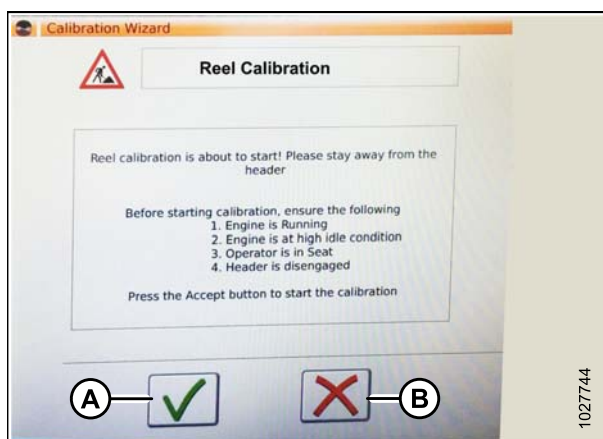 Calibration Wizard
Reel Calibration
Reel calibration is about to start! Please stay away from the
header
Before starting calibration, ensure the following
1. Engine is Running
2. Engine is at high idle condition
3. Operator is in Seat
4. Header is disengaged
Press the Accept button to start the calibration
A
B
1027744